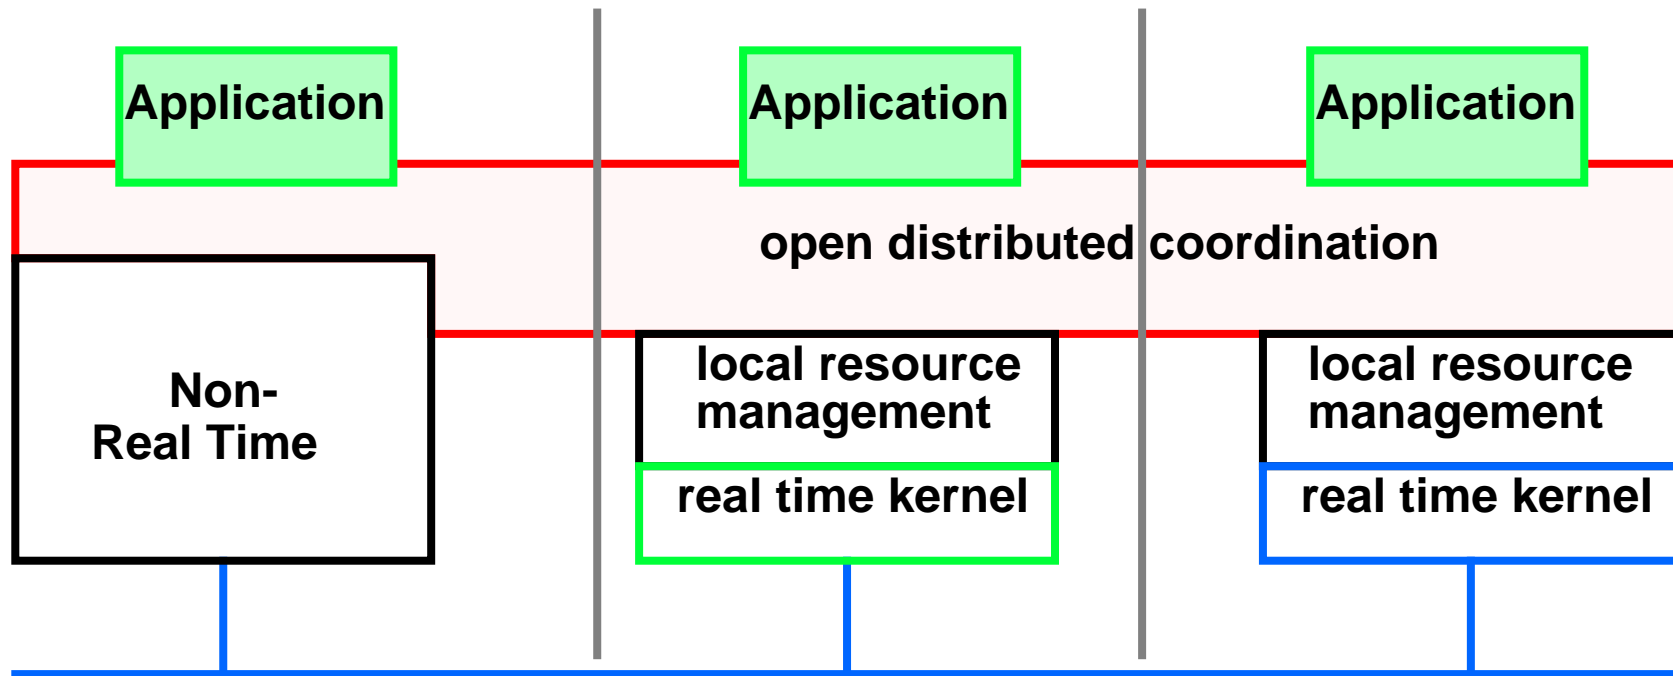 Application
Application
Application
open distributed coordination
Non-
Real Time
local resource
management
real time kernel
local resource
management
real time kernel